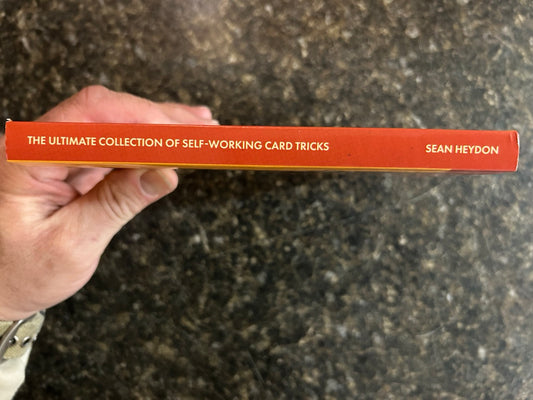 THE ULTIMATE COLLECTION OF SELF-WORKING CARD TRICKS SEAN HEYDON